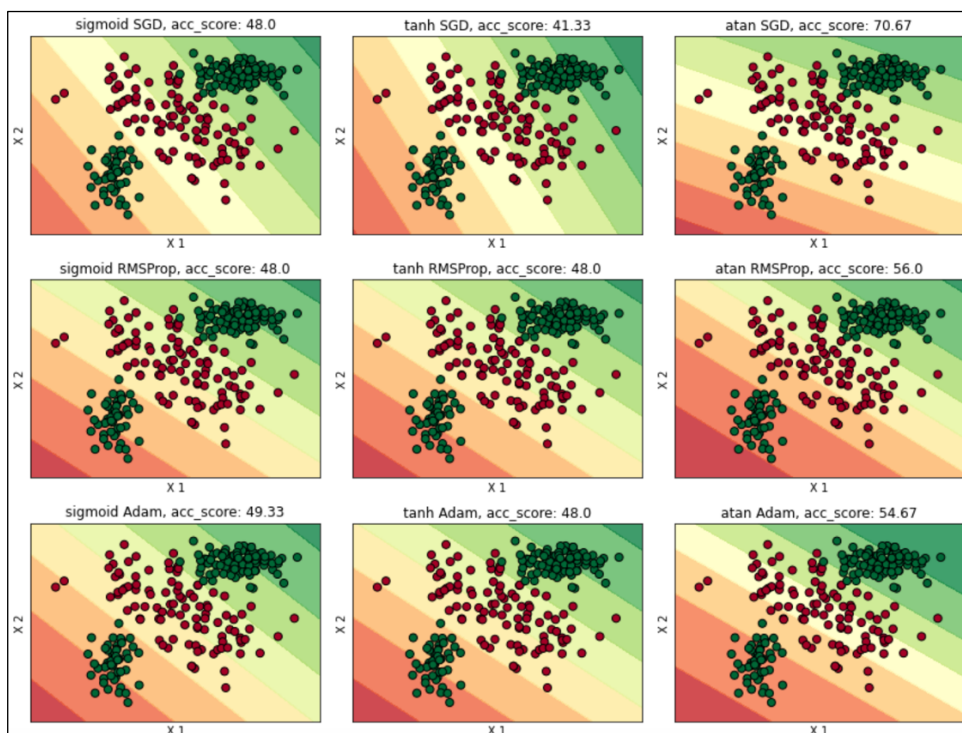 sigmoid SGD, acc_score: 48.0
tanh SGD, acc_score: 41.33
atan SGD, acc_score: 70.67
X 2
X 2
X 2
X 1
X 1
X 1
sigmoid RMSProp, acc_score: 48.0
tanh RMSProp, acc_score: 48.0
atan RMSProp, acc_score: 56.0
X 2
X 2
X 2
X 1
X 1
X 1
sigmoid Adam, acc_score: 49.33
tanh Adam, acc_score: 48.0
atan Adam, acc_score: 54.67
X 2
X 2
X 2
X 1
X 1
X 1